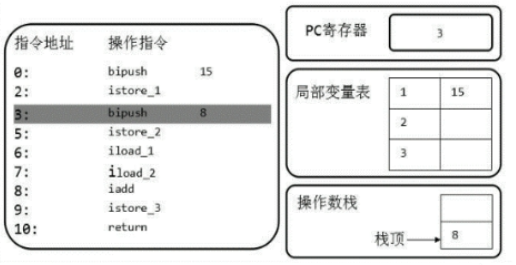 指令地址 操作指令
0: bipush 15
2: istore_1
3: bipush 8
5: istore_2
6: iload_1
7: iload_2
8: iadd
9: istore_3
10: return
PC寄存器 3
局部变量表
1 15
2
3
操作数栈
栈顶 8